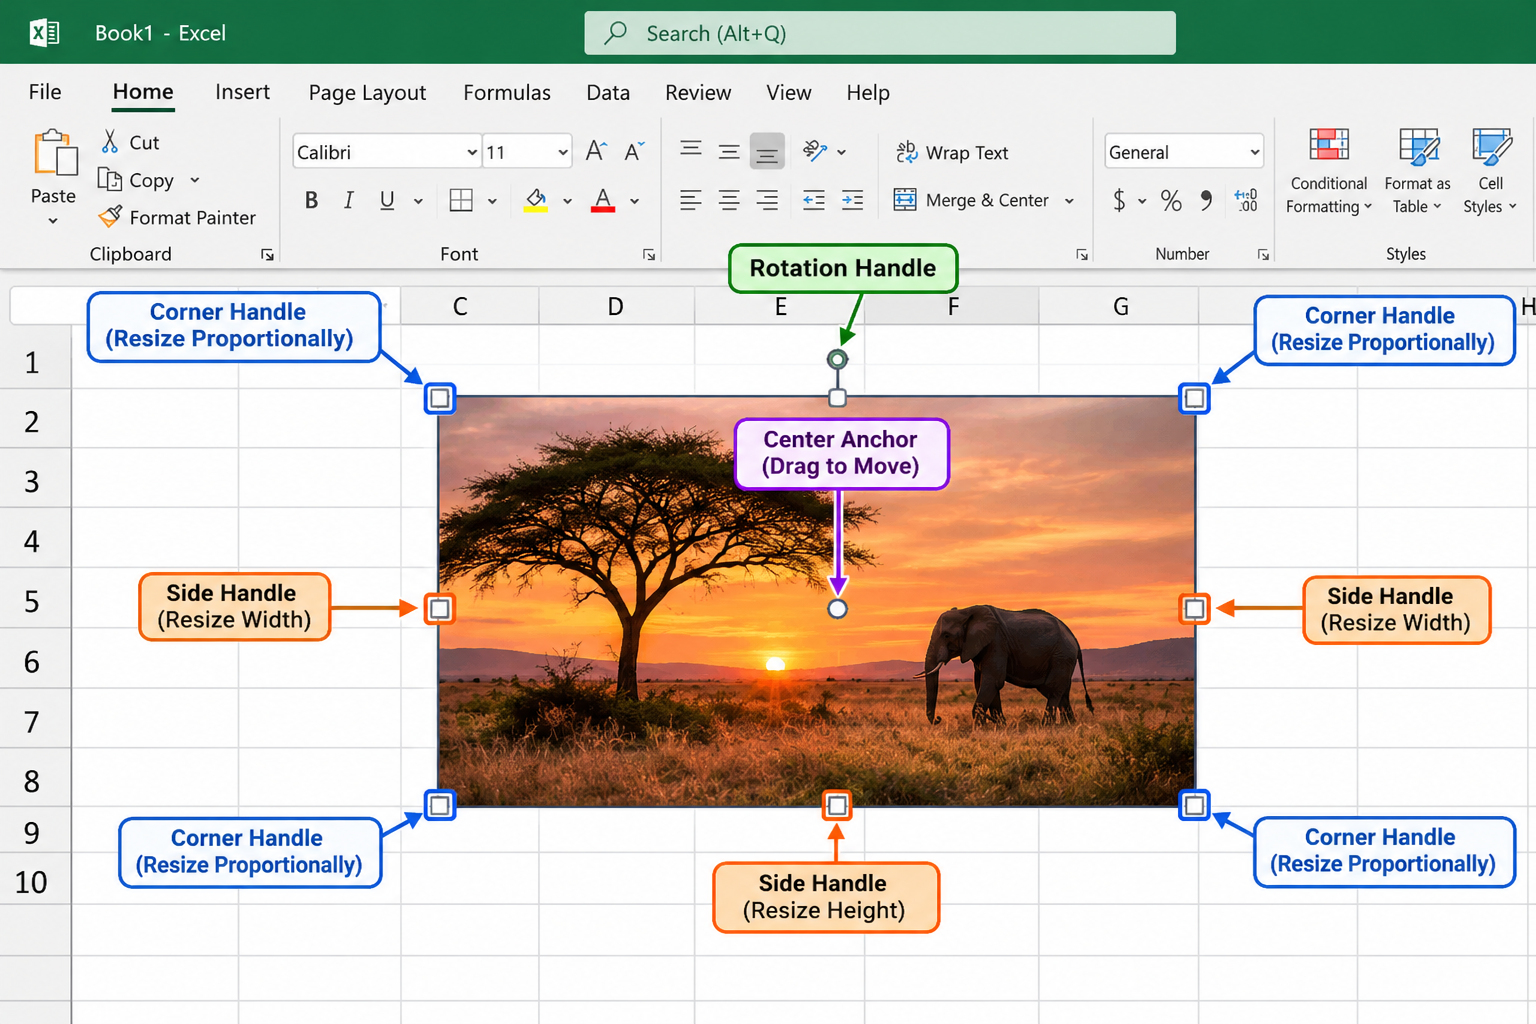 Book1 - Excel
Search (Alt+Q)
File Home Insert Page Layout Formulas Data Review View Help
Paste
Cut
Copy
Format Painter
Clipboard
Calibri 11
B I U
Font
Wrap Text
Merge & Center
General
$ % , .00
Number
Conditional
Formatting
Format as
Table
Cell
Styles
Styles
Rotation Handle
C D E F G H
Corner Handle
(Resize Proportionally)
Corner Handle
(Resize Proportionally)
1
2
3
4
5
6
7
8
9
10
Center Anchor
(Drag to Move)
Side Handle
(Resize Width)
Side Handle
(Resize Width)
Corner Handle
(Resize Proportionally)
Side Handle
(Resize Height)
Corner Handle
(Resize Proportionally)